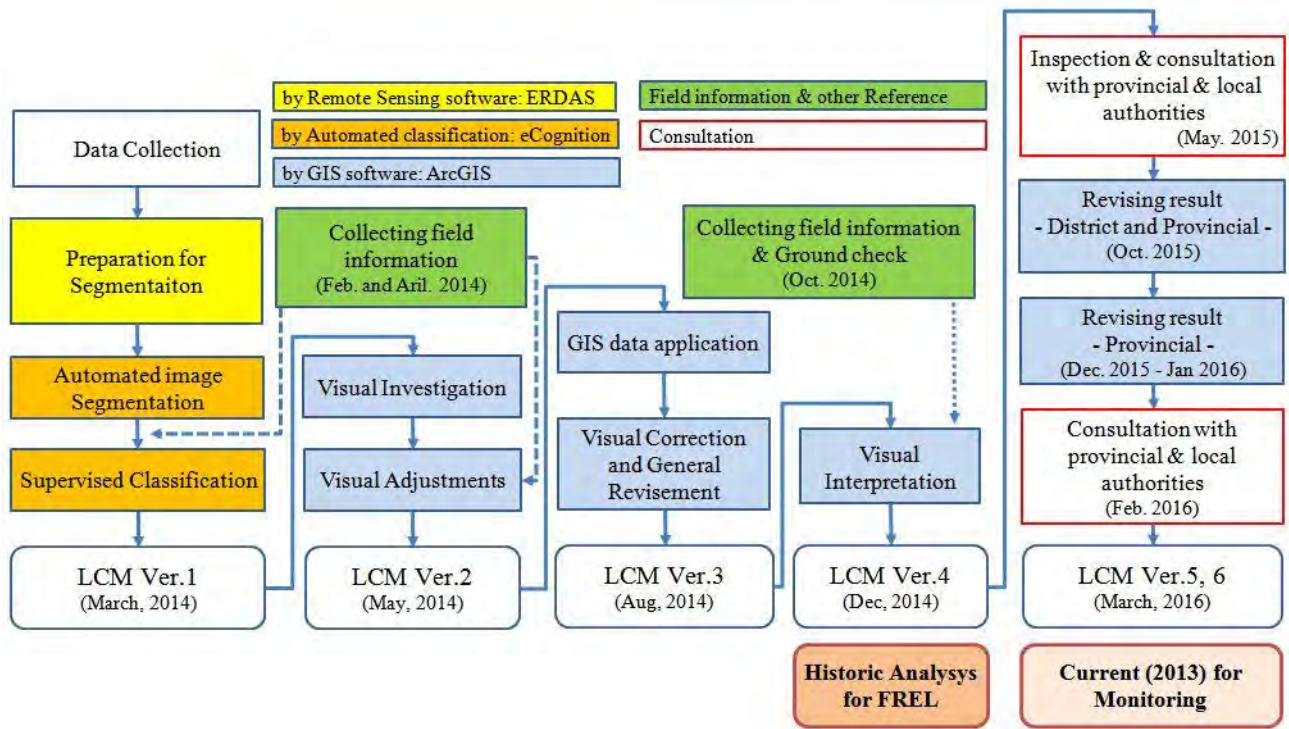 by Remote Sensing software: ERDAS
by Automated classification: eCognition
by GIS software: ArcGIS
Field information & other Reference
Consultation
Data Collection
Preparation for
Segmentaiton
Automated image
Segmentation
Supervised Classification
LCM Ver.1
(March, 2014)
Collecting field
information
(Feb. and Aril. 2014)
Visual Investigation
Visual Adjustments
LCM Ver.2
(May, 2014)
GIS data application
Visual Correction
and General
Revisement
LCM Ver.3
(Aug, 2014)
Collecting field information
& Ground check
(Oct. 2014)
Visual
Interpretation
LCM Ver.4
(Dec, 2014)
Historic Analysys
for FREL
Inspection & consultation
with provincial & local
authorities
(May. 2015)
Revising result
- District and Provincial -
(Oct. 2015)
Revising result
- Provincial -
(Dec. 2015 - Jan 2016)
Consultation with
provincial & local
authorities
(Feb. 2016)
LCM Ver.5, 6
(March, 2016)
Current (2013) for
Monitoring